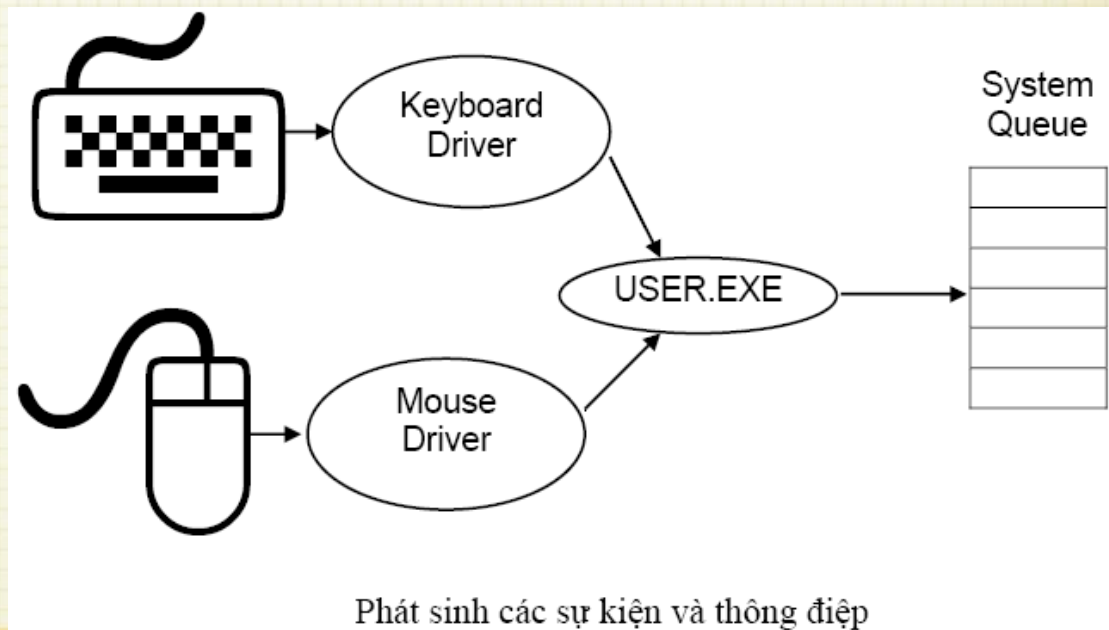 Keyboard
Driver
System
Queue
USER.EXE
Mouse
Driver
Phát sinh các sự kiện và thông điệp